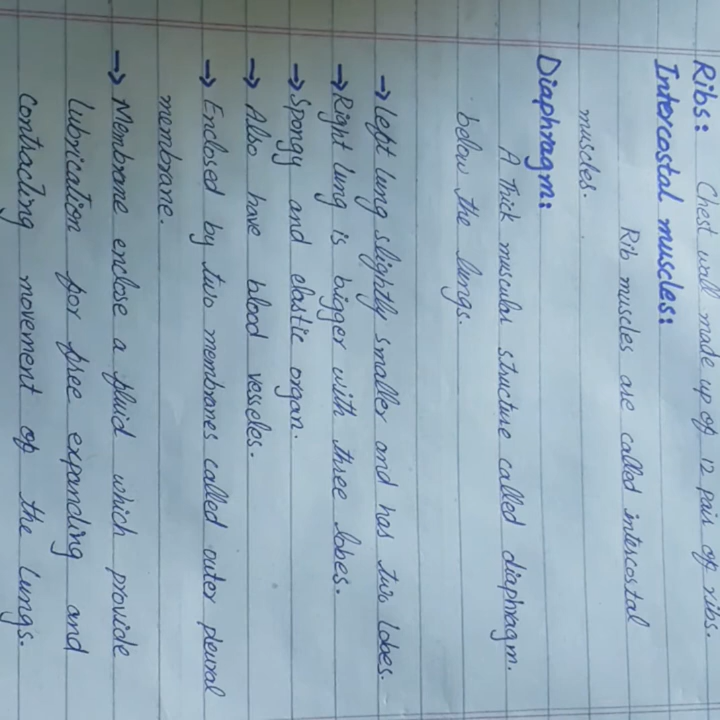 Ribs: Chest wall made up of 12 pair of ribs.
Intercostal muscles:
Rib muscles are called intercostal
muscles.
Diaphragm:
A thick muscular structure called diaphragm.
below the lungs.
→ Left lung slightly smaller and has two lobes.
→ Right lung is bigger with three lobes.
→ Spongy and elastic organ.
→ Also have blood vesseles.
→ Enclosed by two membranes called outer pleural
membrane.
→ Membrane enclose a fluid which provide
lubrication for free expanding and
contracting movement of the lungs.